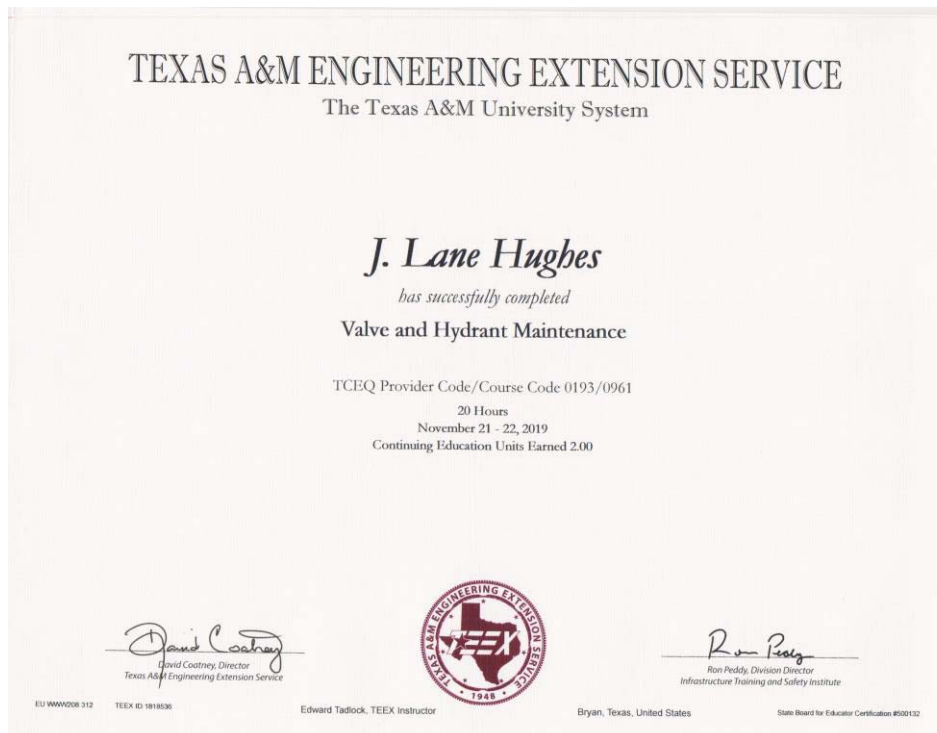 TEXAS A&M ENGINEERING EXTENSION SERVICE
The Texas A&M University System
J. Lane Hughes
has successfully completed
Valve and Hydrant Maintenance
TCEQ Provider Code/Course Code 0193/0961
20 Hours
November 21 - 22, 2019
Continuing Education Units Earned 2.00
David Coatney
David Coatney, Director
Texas A&M Engineering Extension Service
TEXAS A&M ENGINEERING EXTENSION SERVICE
TEEX
1948
Ron Peddy
Ron Peddy, Division Director
Infrastructure Training and Safety Institute
EU WWW208 312
TEEX ID 1818536
Edward Tadlock, TEEX Instructor
Bryan, Texas, United States
State Board for Educator Certification #500132